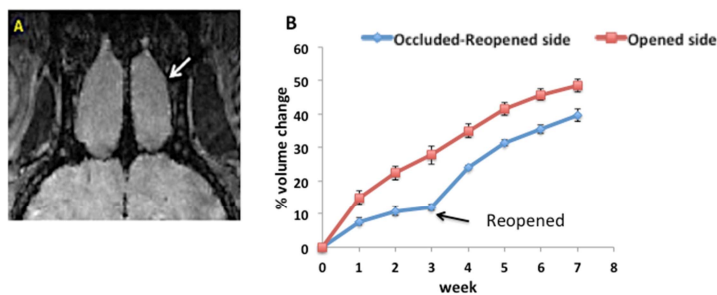 A
B
Occluded-Reopened side
Opened side
% volume change
60
50
40
30
20
10
0
Reopened
0 1 2 3 4 5 6 7 8
week